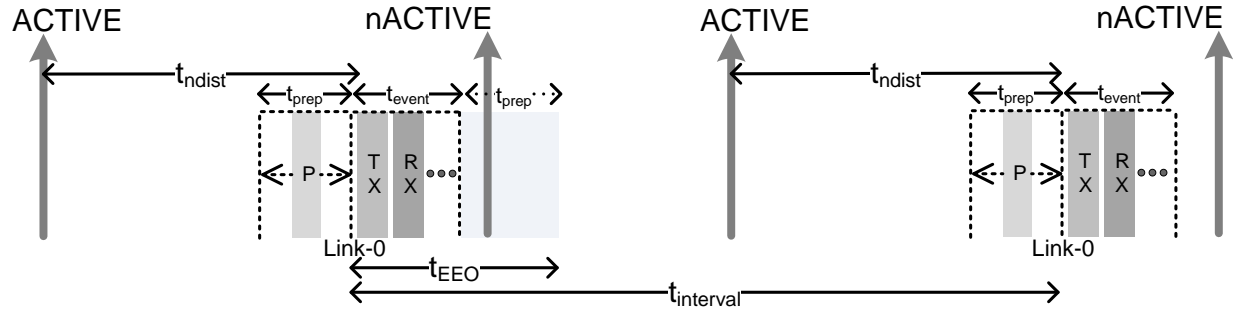 ACTIVE nACTIVE ACTIVE nACTIVE
tndist tndist
tprep tevent tprep tprep tevent
P T X R X P T X R X
Link-0 Link-0
tEEO
tinterval